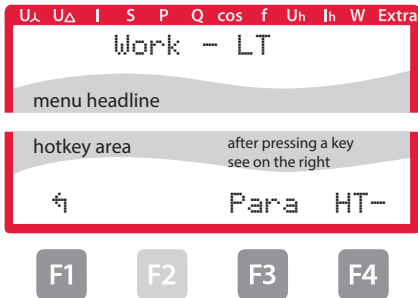 U⅄ U△ I S P Q cos f Uh Ih W Extra
Work - LT
menu headline
hotkey area
after pressing a key
see on the right
↰ Para HT-
F1 F2 F3 F4